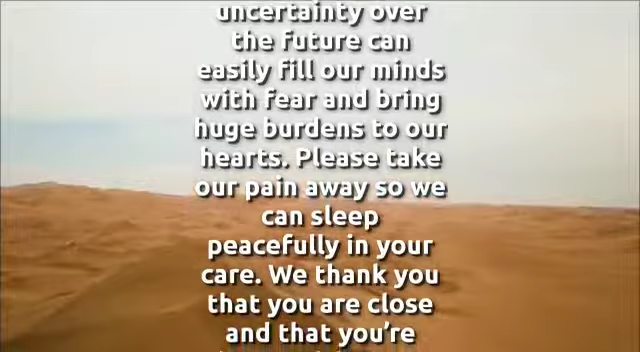 uncertainty over
the future can
easily fill our minds
with fear and bring
huge burdens to our
hearts. Please take
our pain away so we
can sleep
peacefully in your
care. We thank you
that you are close
and that you’re